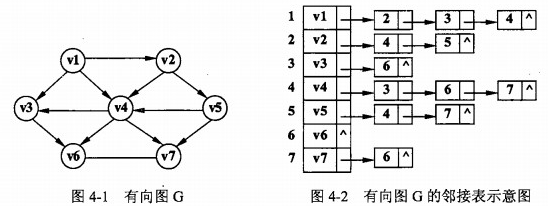 v1 v2
v3 v4 v5
v6 v7
图 4-1 有向图 G
1 v1 2 3 4 ^
2 v2 4 5 ^
3 v3 6 ^
4 v4 3 6 7 ^
5 v5 4 7 ^
6 v6 ^
7 v7 6 ^
图 4-2 有向图 G 的邻接表示意图